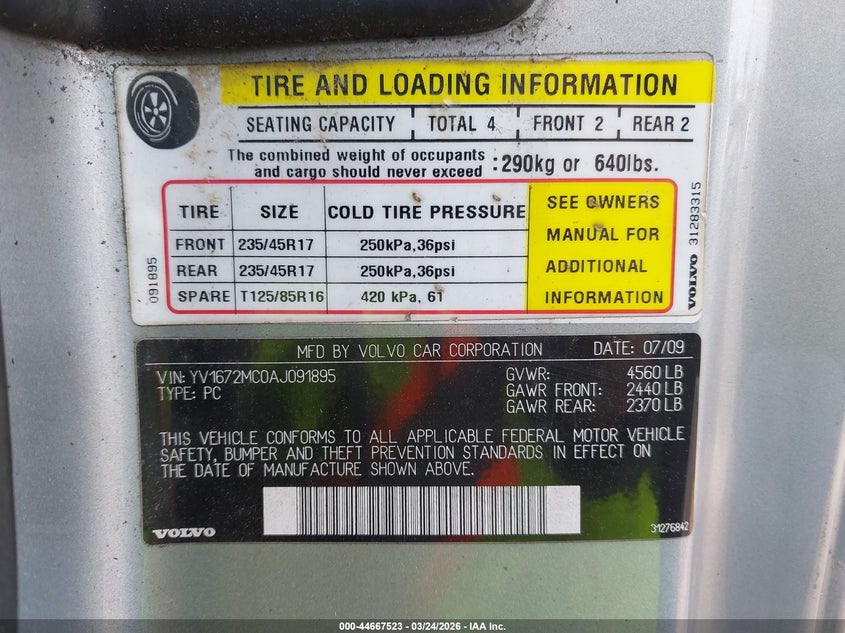 TIRE AND LOADING INFORMATION
SEATING CAPACITY TOTAL 4 FRONT 2 REAR 2
The combined weight of occupants and cargo should never exceed : 290kg or 640lbs.
TIRE SIZE COLD TIRE PRESSURE
FRONT 235/45R17 250kPa,36psi
REAR 235/45R17 250kPa,36psi
SPARE T125/85R16 420 kPa, 61
SEE OWNERS
MANUAL FOR
ADDITIONAL
INFORMATION
091895
VOLVO 31283315
MFD BY VOLVO CAR CORPORATION DATE: 07/09
VIN: YV1672MC0AJ091895 GVWR: 4560 LB
TYPE: PC GAWR FRONT: 2440 LB
GAWR REAR: 2370 LB
THIS VEHICLE CONFORMS TO ALL APPLICABLE FEDERAL MOTOR VEHICLE
SAFETY, BUMPER AND THEFT PREVENTION STANDARDS IN EFFECT ON
THE DATE OF MANUFACTURE SHOWN ABOVE.
VOLVO 31276842
000-44667523 - 03/24/2026 - IAA Inc.